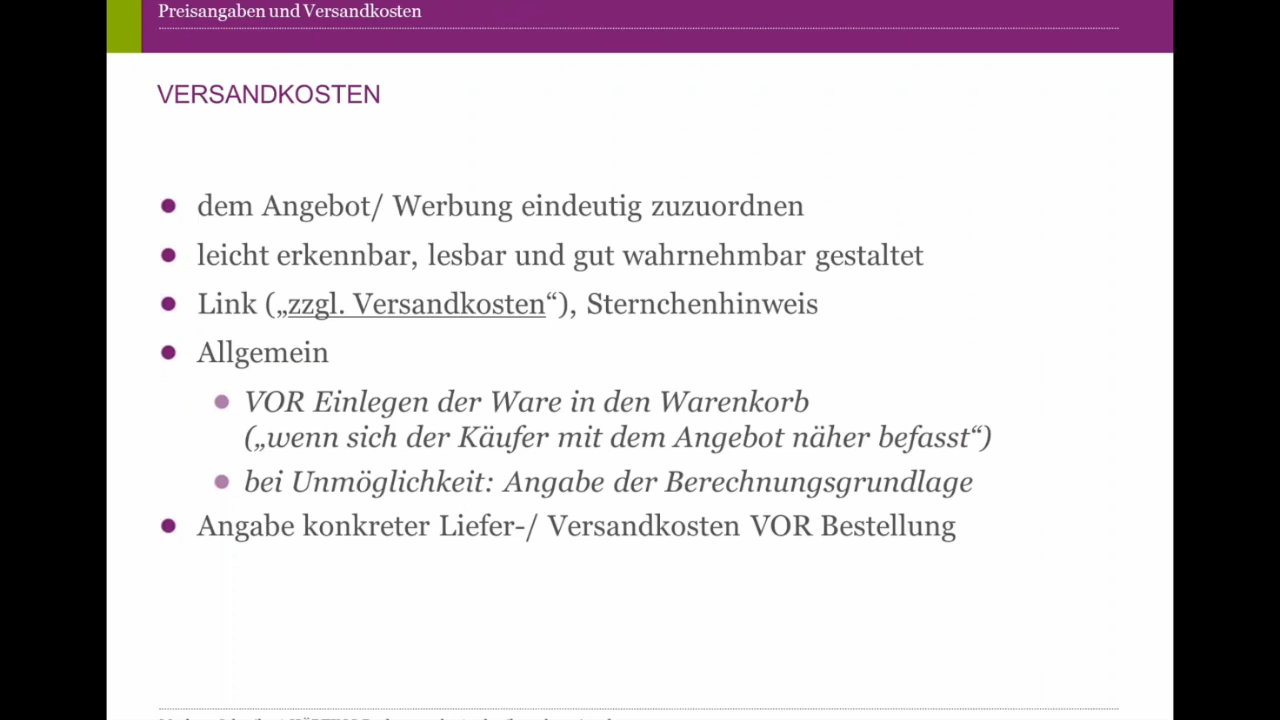 Preisangaben und Versandkosten
VERSANDKOSTEN
dem Angebot/ Werbung eindeutig zuzuordnen
leicht erkennbar, lesbar und gut wahrnehmbar gestaltet
Link („zzgl. Versandkosten“), Sternchenhinweis
Allgemein
VOR Einlegen der Ware in den Warenkorb
(„wenn sich der Käufer mit dem Angebot näher befasst“)
bei Unmöglichkeit: Angabe der Berechnungsgrundlage
Angabe konkreter Liefer-/ Versandkosten VOR Bestellung